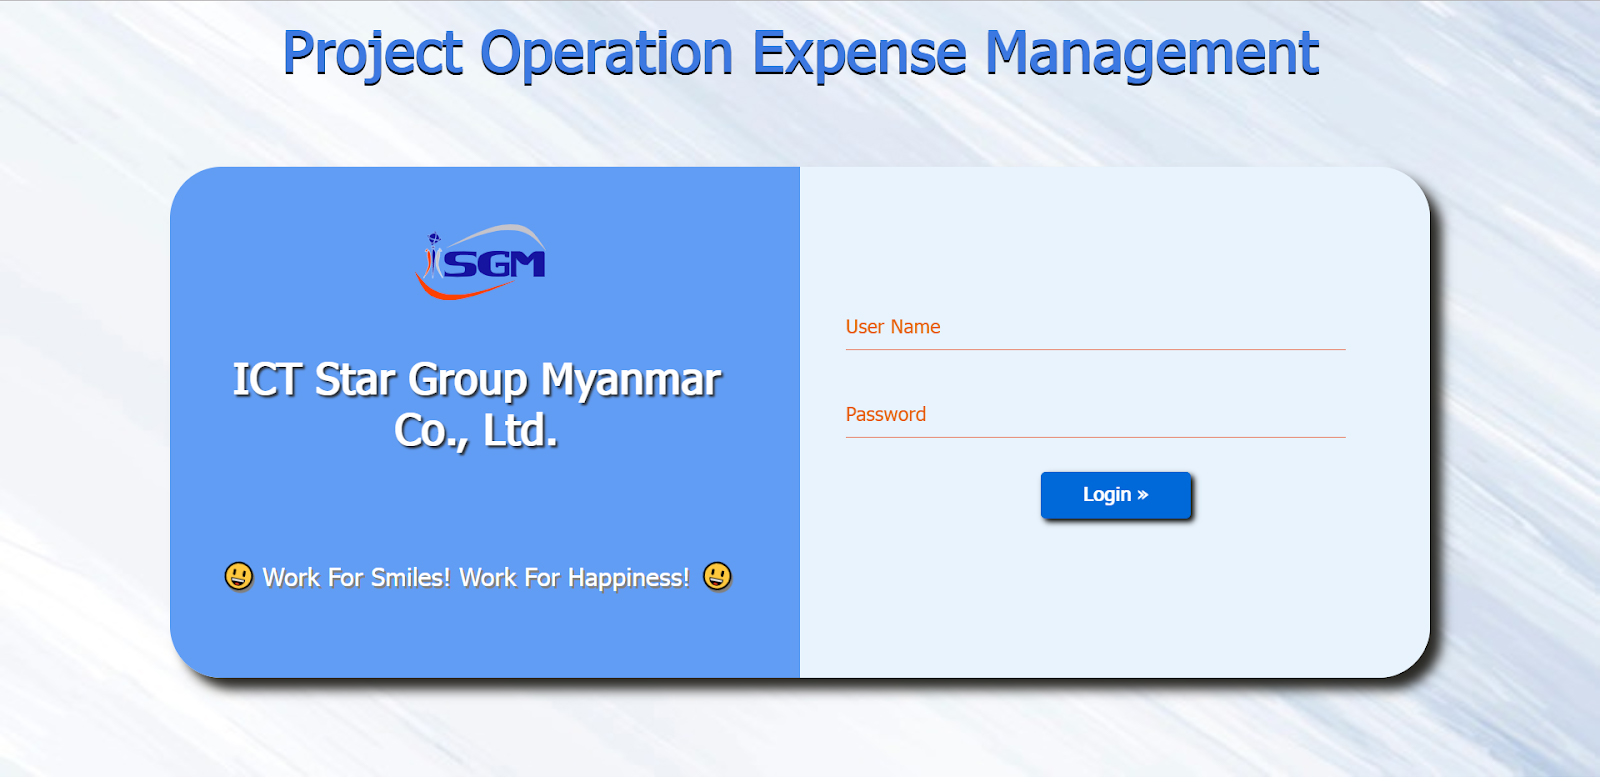 Project Operation Expense Management
SGM
ICT Star Group Myanmar
Co., Ltd.
😃 Work For Smiles! Work For Happiness! 😃
User Name
Password
Login »